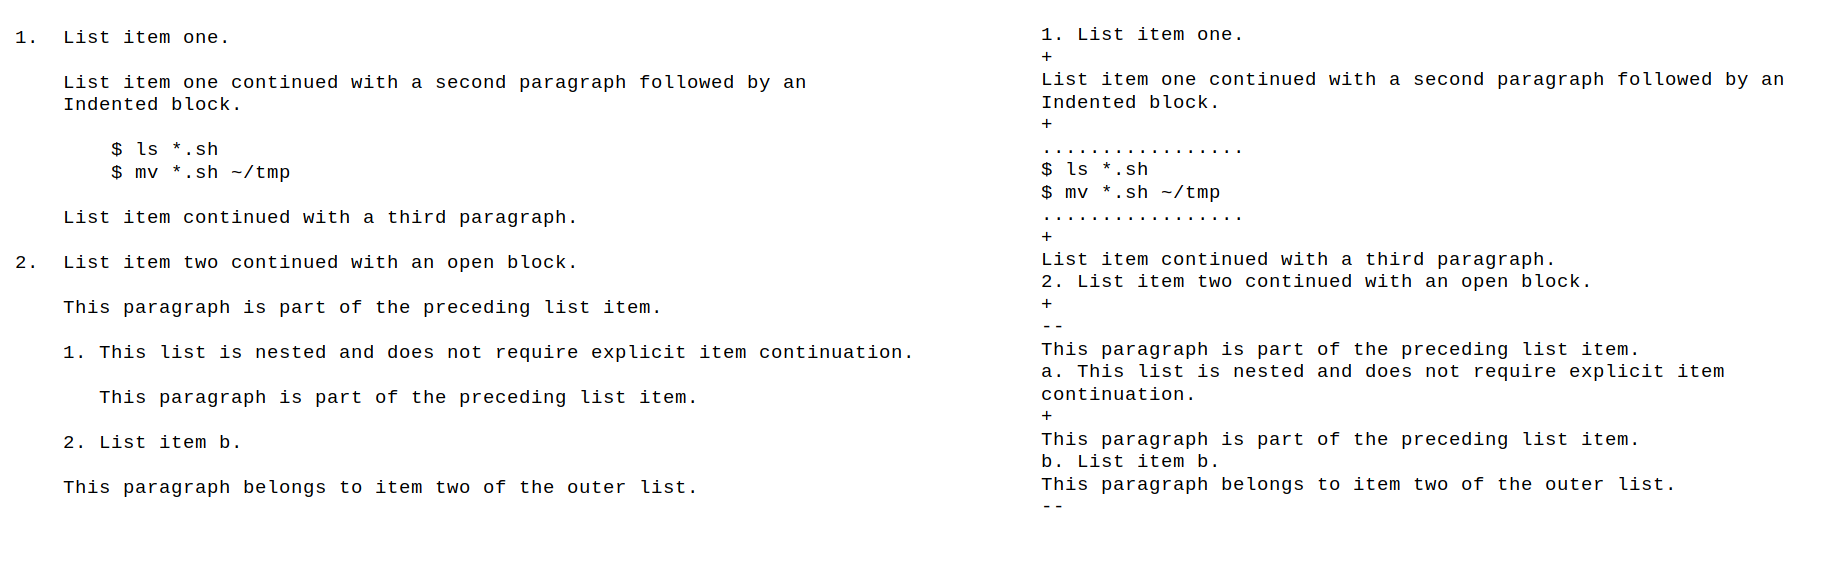 1.  List item one.

    List item one continued with a second paragraph followed by an
    Indented block.

        $ ls *.sh
        $ mv *.sh ~/tmp

    List item continued with a third paragraph.

2.  List item two continued with an open block.

    This paragraph is part of the preceding list item.

    1. This list is nested and does not require explicit item continuation.

       This paragraph is part of the preceding list item.

    2. List item b.

    This paragraph belongs to item two of the outer list.

1. List item one.
+
List item one continued with a second paragraph followed by an
Indented block.
+
.................
$ ls *.sh
$ mv *.sh ~/tmp
.................
+
List item continued with a third paragraph.
2. List item two continued with an open block.
+
--
This paragraph is part of the preceding list item.
a. This list is nested and does not require explicit item
continuation.
+
This paragraph is part of the preceding list item.
b. List item b.
This paragraph belongs to item two of the outer list.
--